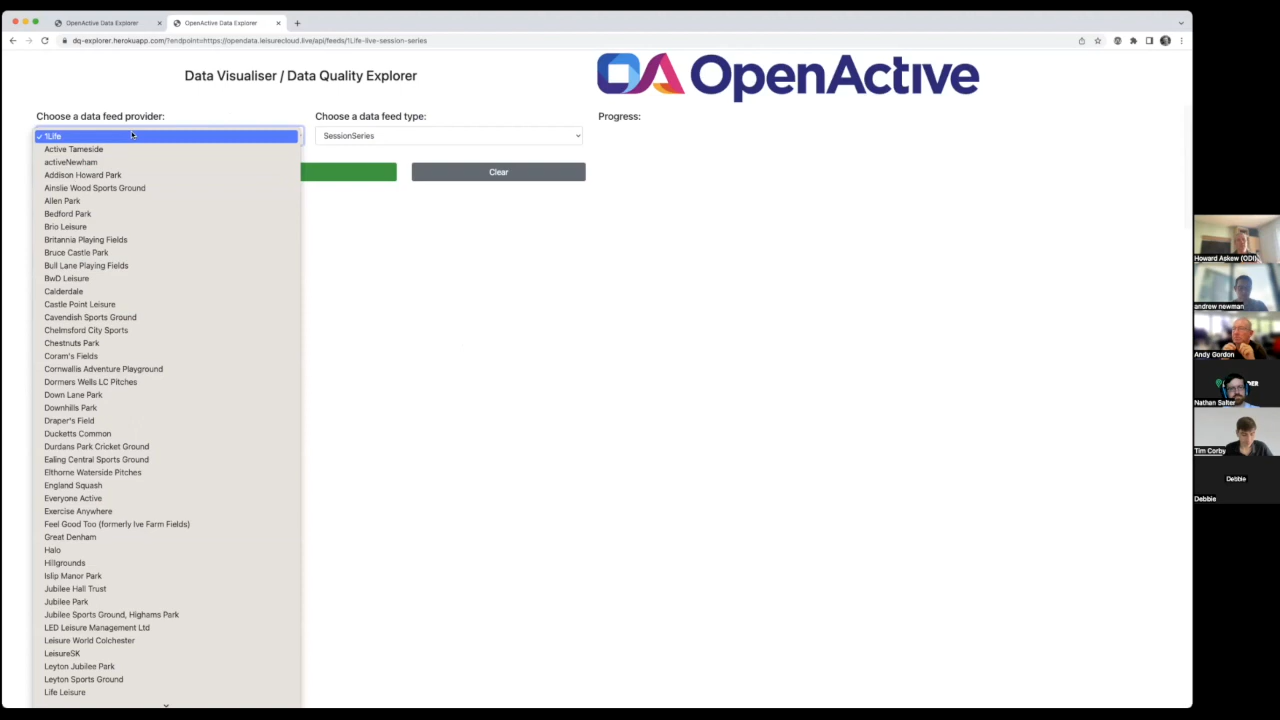 OpenActive Data Explorer
OpenActive Data Explorer
dq-explorer.herokuapp.com/?endpoint=https://opendata.leisurecloud.live/api/feeds/1Life-live-session-series
Data Visualiser / Data Quality Explorer
OA OpenActive
Choose a data feed provider:
Choose a data feed type:
Progress:
1Life
SessionSeries
Clear
Active Tameside
activeNewham
Addison Howard Park
Ainslie Wood Sports Ground
Allen Park
Bedford Park
Brio Leisure
Britannia Playing Fields
Bruce Castle Park
Bull Lane Playing Fields
BwD Leisure
Calderdale
Castle Point Leisure
Cavendish Sports Ground
Chelmsford City Sports
Chestnuts Park
Coram's Fields
Cornwallis Adventure Playground
Dormers Wells LC Pitches
Down Lane Park
Downhills Park
Draper's Field
Ducketts Common
Durdans Park Cricket Ground
Ealing Central Sports Ground
Elthorne Waterside Pitches
England Squash
Everyone Active
Exercise Anywhere
Feel Good Too (formerly Ive Farm Fields)
Great Denham
Halo
Hillgrounds
Islip Manor Park
Jubilee Hall Trust
Jubilee Park
Jubilee Sports Ground, Highams Park
LED Leisure Management Ltd
Leisure World Colchester
LeisureSK
Leyton Jubilee Park
Leyton Sports Ground
Life Leisure
Howard Askew (ODI)
andrew newman
Andy Gordon
Nathan Salter
Tim Corby
Debbie
Debbie